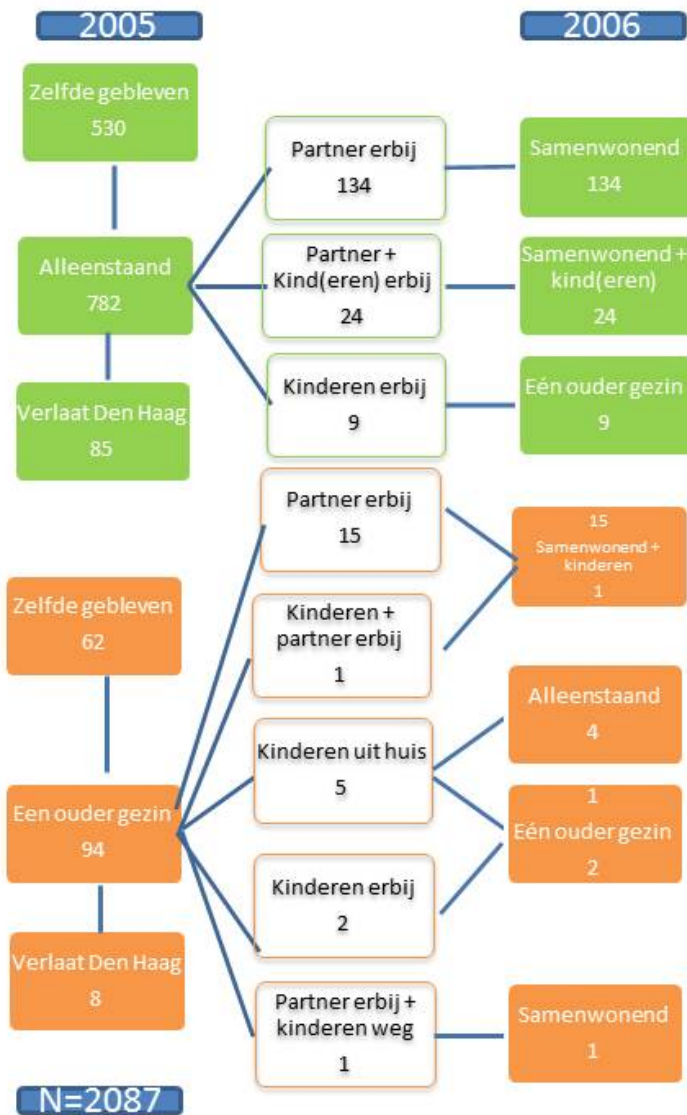 2005
2006
Zelfde gebleven
530
Alleenstaand
782
Verlaat Den Haag
85
Partner erbij
134
Partner +
Kind(eren) erbij
24
Kinderen erbij
9
Samenwonend
134
Samenwonend +
kind(eren)
24
Eén ouder gezin
9
Zelfde gebleven
62
Een ouder gezin
94
Verlaat Den Haag
8
Partner erbij
15
Kinderen +
partner erbij
1
Kinderen uit huis
5
Kinderen erbij
2
Partner erbij +
kinderen weg
1
15
Samenwonend +
kinderen
1
Alleenstaand
4
1
Eén ouder gezin
2
Samenwonend
1
N=2087